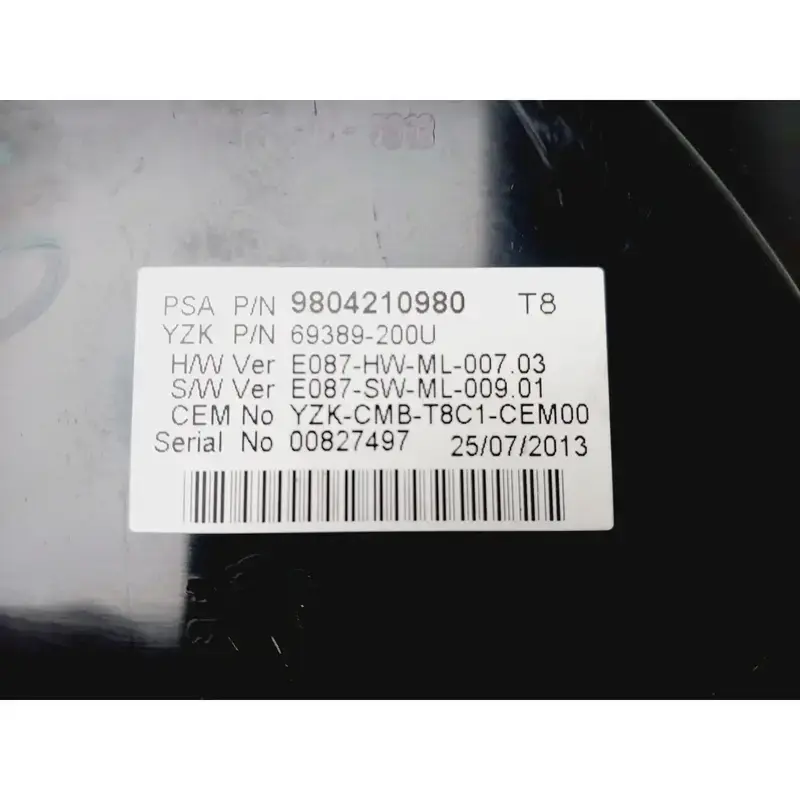 PSA P/N 9804210980 T8
YZK P/N 69389-200U
H/W Ver E087-HW-ML-007.03
S/W Ver E087-SW-ML-009.01
CEM No YZK-CMB-T8C1-CEM00
Serial No 00827497 25/07/2013